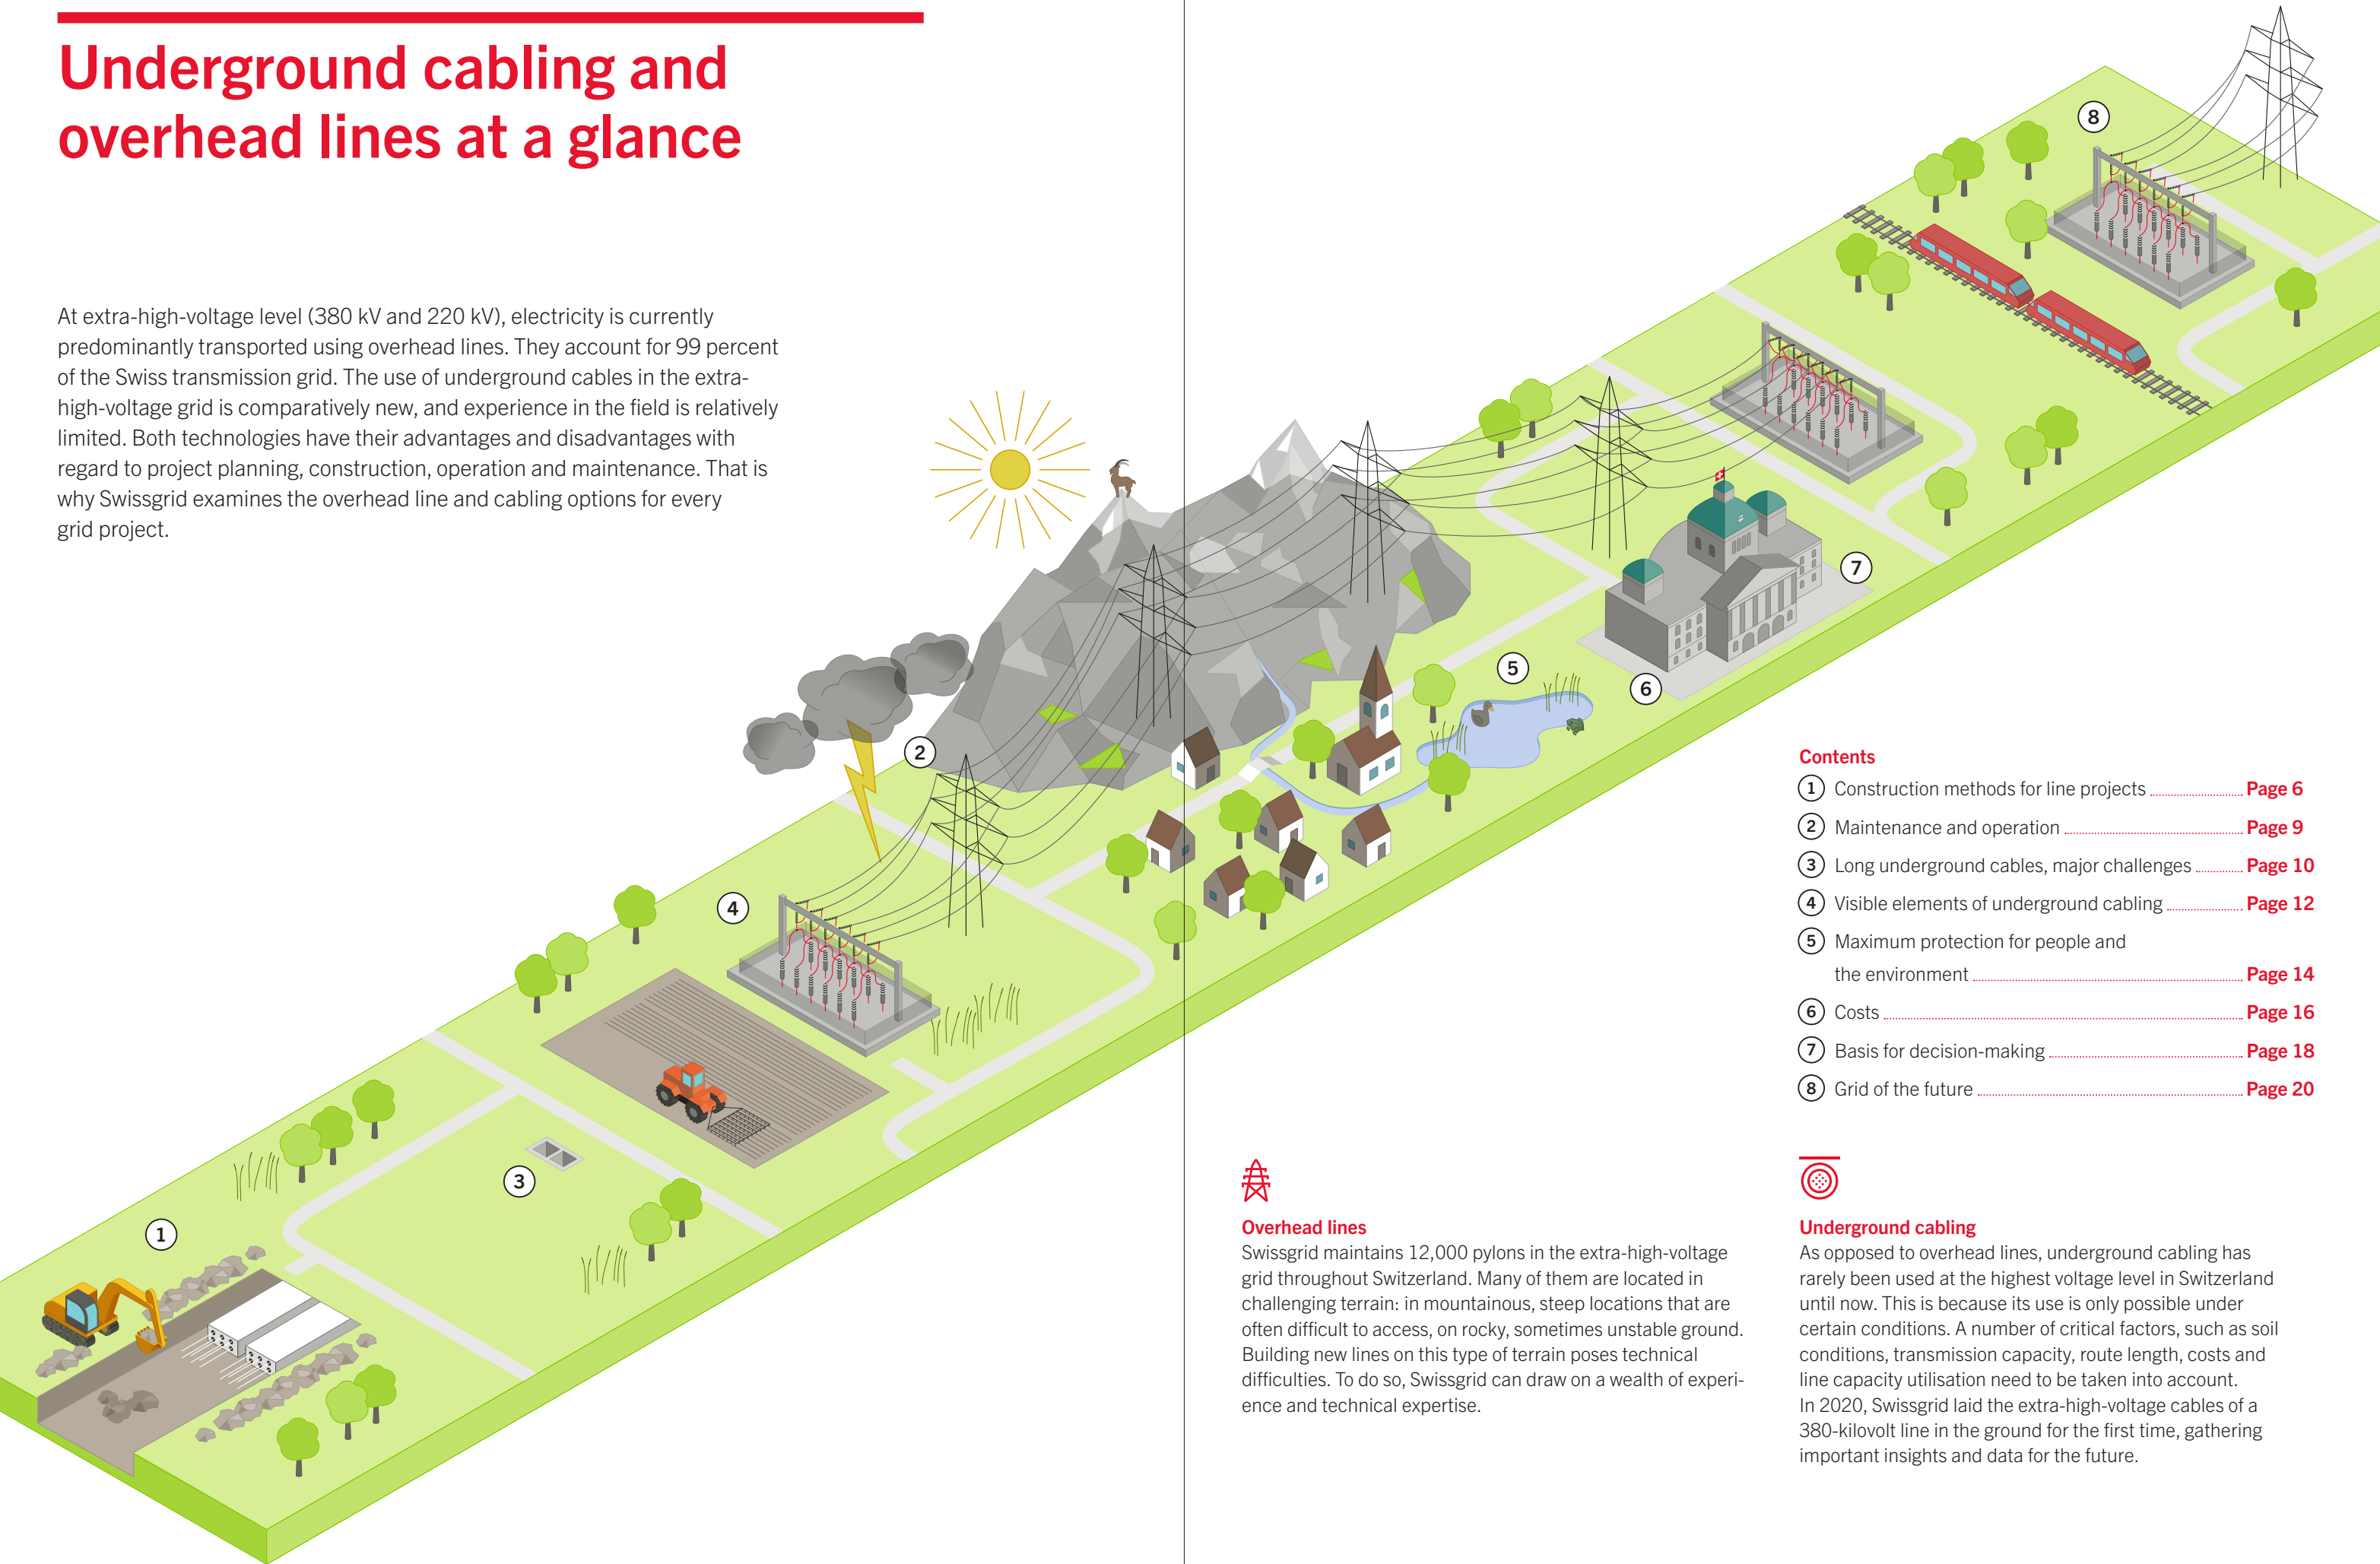 Underground cabling and
overhead lines at a glance
At extra-high-voltage level (380 kV and 220 kV), electricity is currently
predominantly transported using overhead lines. They account for 99 percent
of the Swiss transmission grid. The use of underground cables in the extra-
high-voltage grid is comparatively new, and experience in the field is relatively
limited. Both technologies have their advantages and disadvantages with
regard to project planning, construction, operation and maintenance. That is
why Swissgrid examines the overhead line and cabling options for every
grid project.
8
7
5
6
2
4
3
1
Contents
1 Construction methods for line projects Page 6
2 Maintenance and operation Page 9
3 Long underground cables, major challenges Page 10
4 Visible elements of underground cabling Page 12
5 Maximum protection for people and
the environment Page 14
6 Costs Page 16
7 Basis for decision-making Page 18
8 Grid of the future Page 20
Overhead lines
Swissgrid maintains 12,000 pylons in the extra-high-voltage
grid throughout Switzerland. Many of them are located in
challenging terrain: in mountainous, steep locations that are
often difficult to access, on rocky, sometimes unstable ground.
Building new lines on this type of terrain poses technical
difficulties. To do so, Swissgrid can draw on a wealth of experi-
ence and technical expertise.
Underground cabling
As opposed to overhead lines, underground cabling has
rarely been used at the highest voltage level in Switzerland
until now. This is because its use is only possible under
certain conditions. A number of critical factors, such as soil
conditions, transmission capacity, route length, costs and
line capacity utilisation need to be taken into account.
In 2020, Swissgrid laid the extra-high-voltage cables of a
380-kilovolt line in the ground for the first time, gathering
important insights and data for the future.